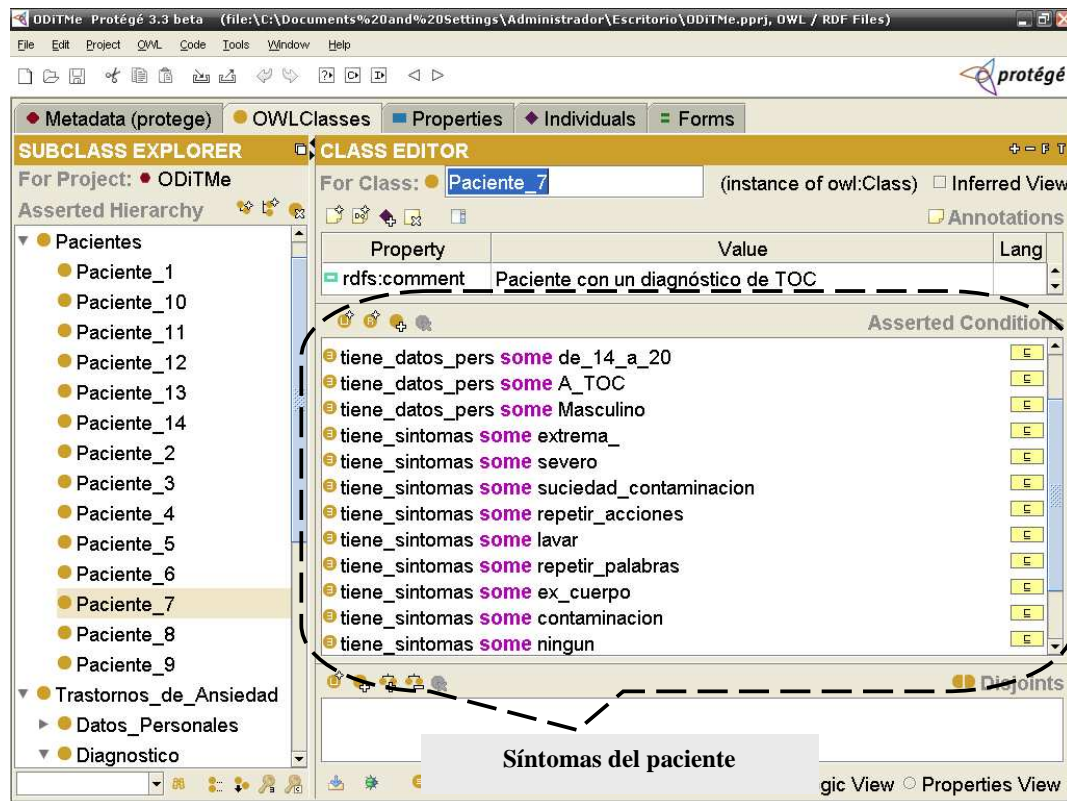 ODiTMe Protégé 3.3 beta (file:\C:\Documents%20and%20Settings\Administrador\Escritorio\ODiTMe.pprj, OWL / RDF Files)
File Edit Project OWL Code Tools Window Help
protégé
Metadata (protege) OWLClasses Properties Individuals Forms
SUBCLASS EXPLORER
For Project: ODiTMe
Asserted Hierarchy
Pacientes
Paciente_1
Paciente_10
Paciente_11
Paciente_12
Paciente_13
Paciente_14
Paciente_2
Paciente_3
Paciente_4
Paciente_5
Paciente_6
Paciente_7
Paciente_8
Paciente_9
Trastornos_de_Ansiedad
Datos_Personales
Diagnostico
CLASS EDITOR
For Class: Paciente_7 (instance of owl:Class) Inferred View
Annotations
Property Value Lang
rdfs:comment Paciente con un diagnóstico de TOC
Asserted Conditions
tiene_datos_pers some de_14_a_20
tiene_datos_pers some A_TOC
tiene_datos_pers some Masculino
tiene_sintomas some extrema_
tiene_sintomas some severo
tiene_sintomas some suciedad_contaminacion
tiene_sintomas some repetir_acciones
tiene_sintomas some lavar
tiene_sintomas some repetir_palabras
tiene_sintomas some ex_cuerpo
tiene_sintomas some contaminacion
tiene_sintomas some ningun
Disjoints
Síntomas del paciente
gic View Properties View